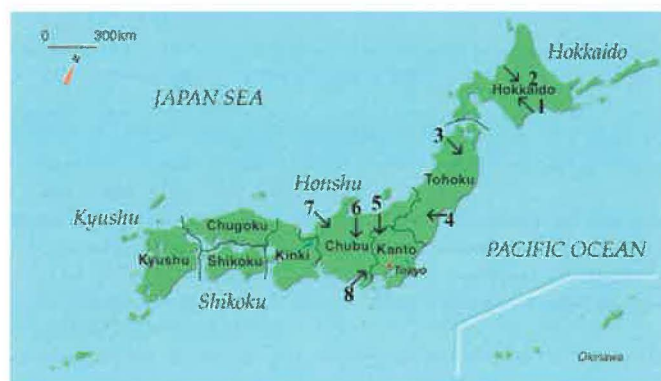 0 300km
N
Hokkaido
JAPAN SEA
2
Hokkaido
1
3
Honshu
Tohoku
7 6 5
4
Kyushu
Chugoku
Kyushu
Shikoku
Kinki
Chubu
Kanto
PACIFIC OCEAN
Tokyo
8
Shikoku
Okinawa